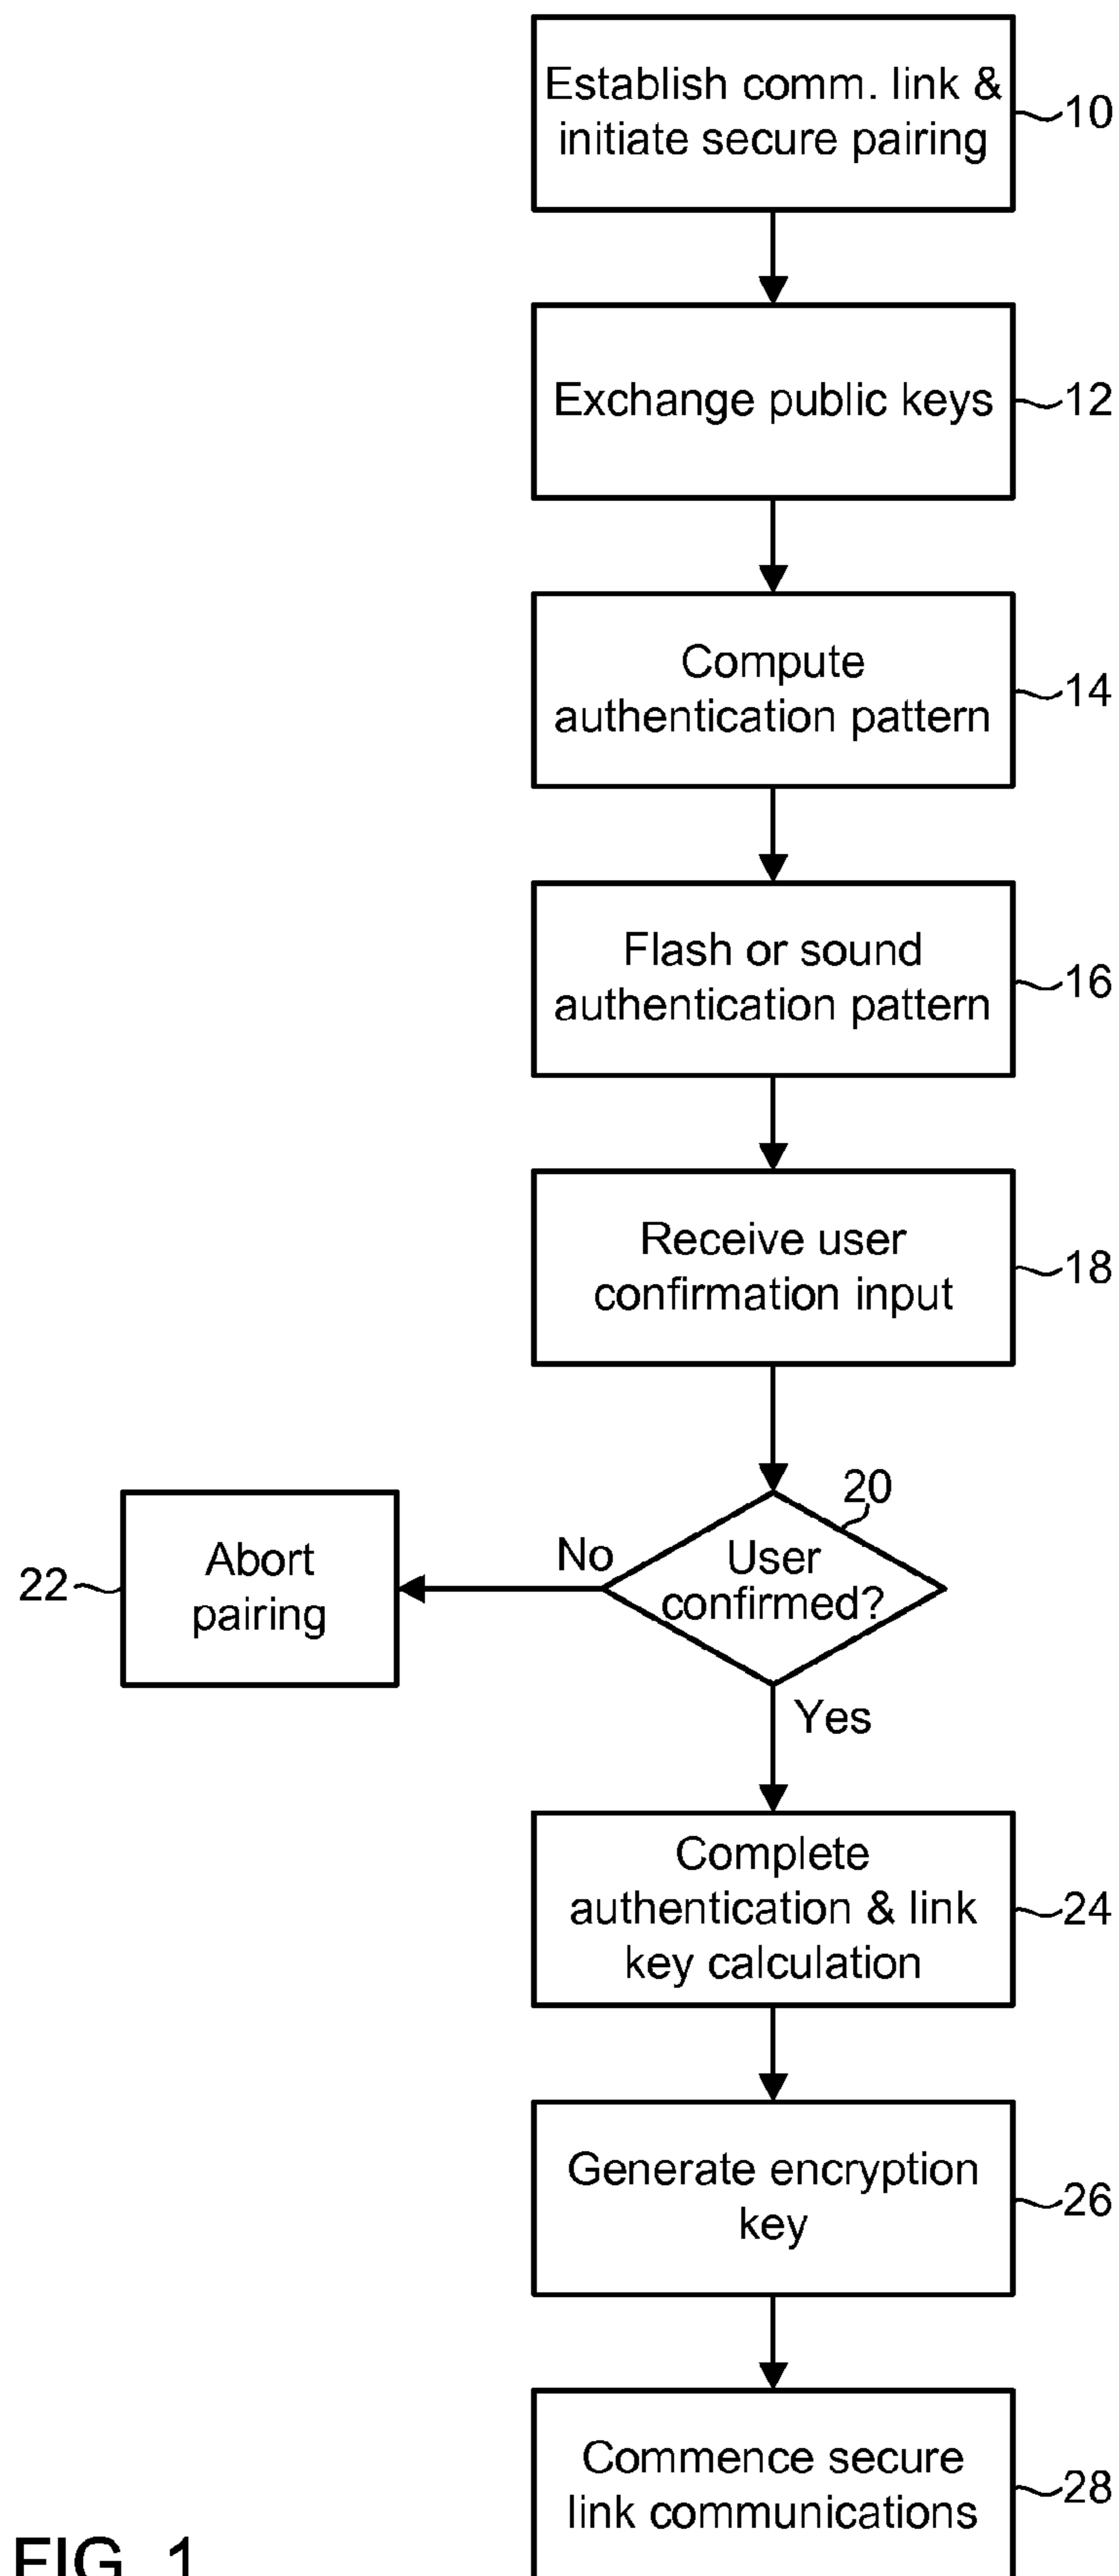 Establish comm. link &
initiate secure pairing
10
Exchange public keys
12
Compute
authentication pattern
14
Flash or sound
authentication pattern
16
Receive user
confirmation input
18
20
User
confirmed?
No
Abort
pairing
22
Yes
Complete
authentication & link
key calculation
24
Generate encryption
key
26
Commence secure
link communications
28
FIG. 1